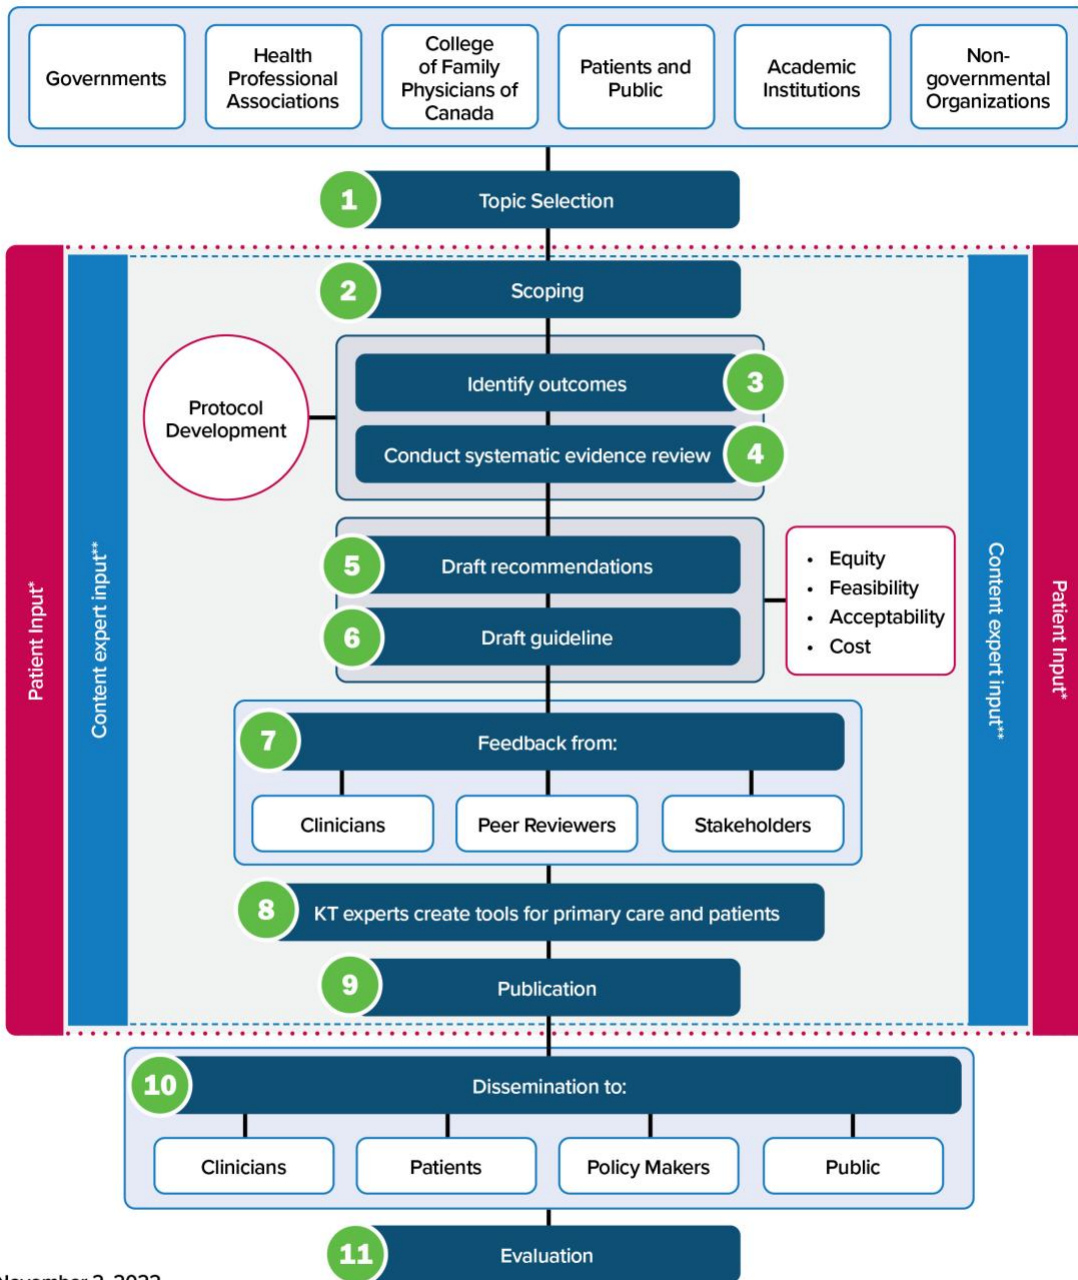 Governments
Health
Professional
Associations
College
of Family
Physicians of
Canada
Patients and
Public
Academic
Institutions
Non-
governmental
Organizations
1
Topic Selection
2
Scoping
Protocol
Development
Identify outcomes
3
Conduct systematic evidence review
4
5
Draft recommendations
6
Draft guideline
• Equity
• Feasibility
• Acceptability
• Cost
Patient Input*
Content expert input**
Content expert input**
Patient Input*
7
Feedback from:
Clinicians
Peer Reviewers
Stakeholders
8
KT experts create tools for primary care and patients
9
Publication
10
Dissemination to:
Clinicians
Patients
Policy Makers
Public
11
Evaluation